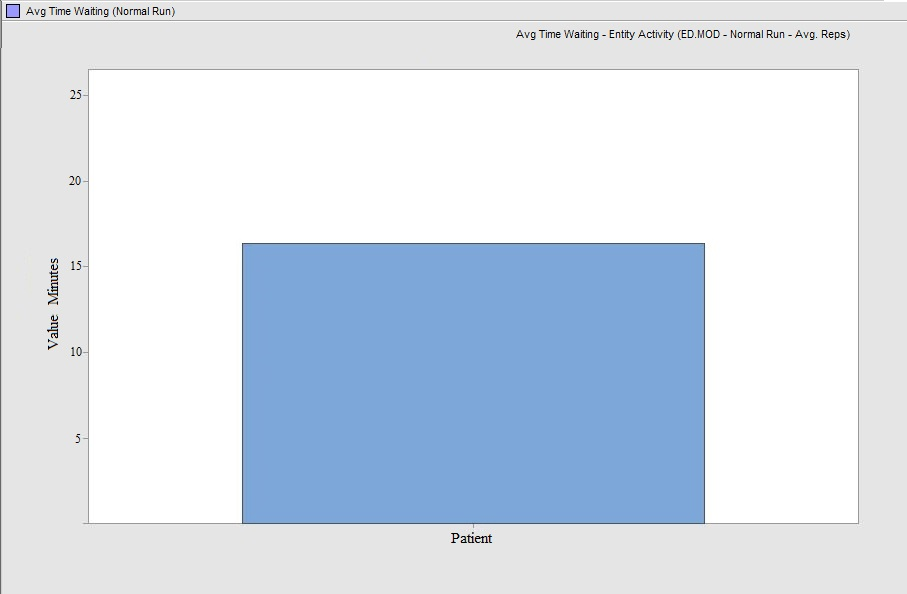 Avg Time Waiting (Normal Run)
Avg Time Waiting - Entity Activity (ED.MOD - Normal Run - Avg. Reps)
25
20
15
10
5
Value Minutes
Patient